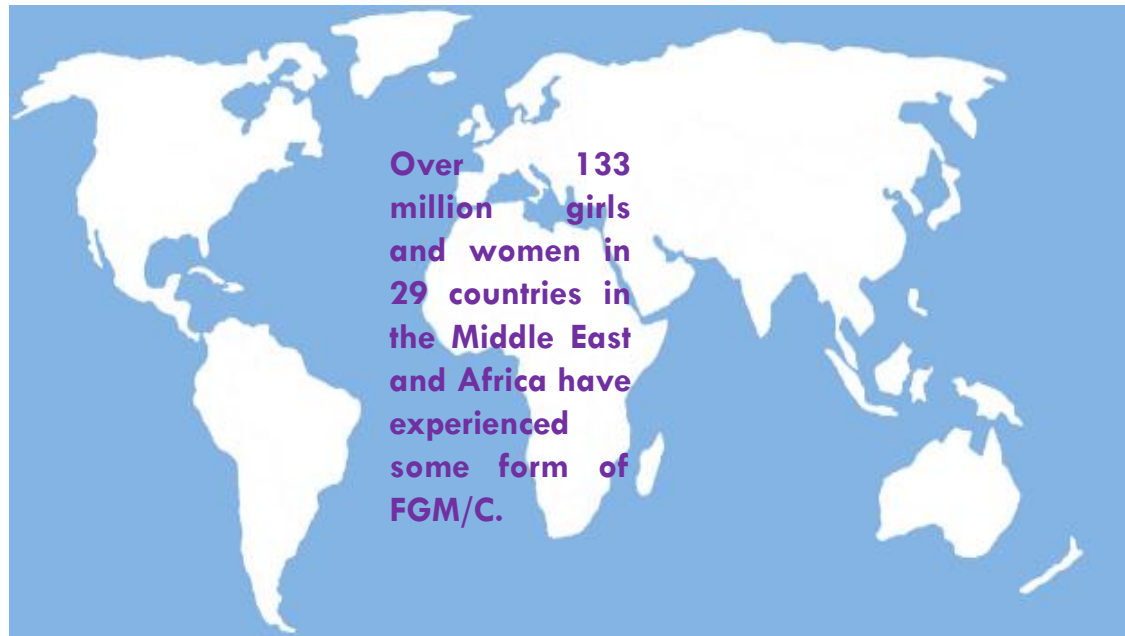 Over 133
million girls
and women in
29 countries in
the Middle East
and Africa have
experienced
some form of
FGM/C.